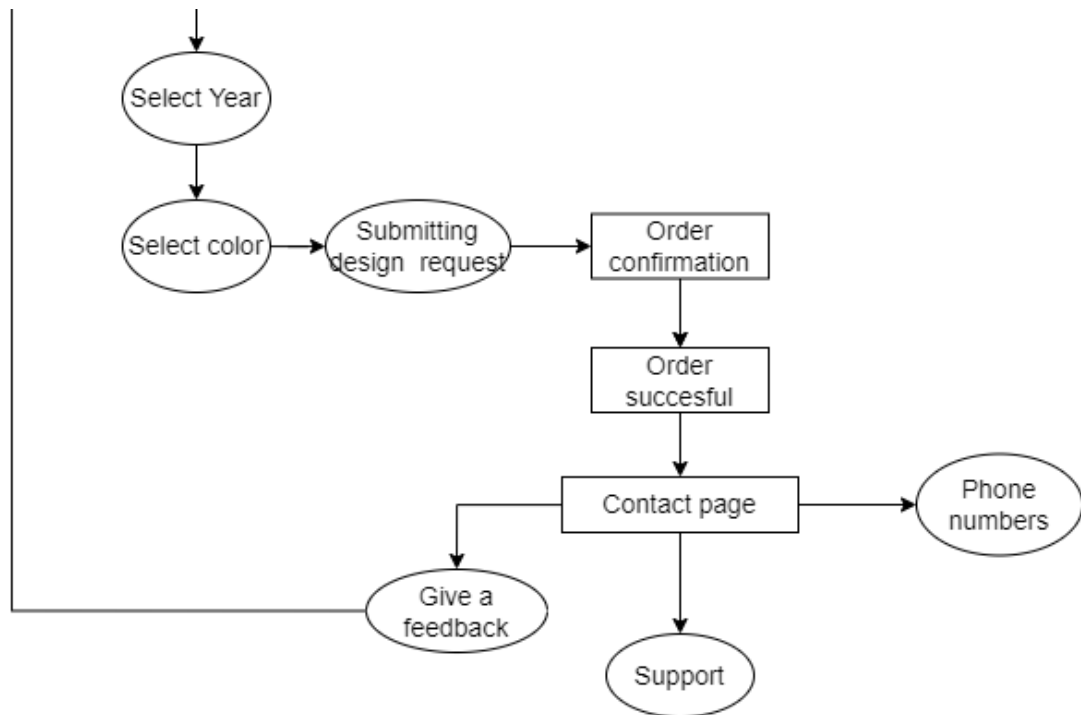 Select Year
Select color
Submitting
design request
Order
confirmation
Order
succesful
Contact page
Phone
numbers
Give a
feedback
Support